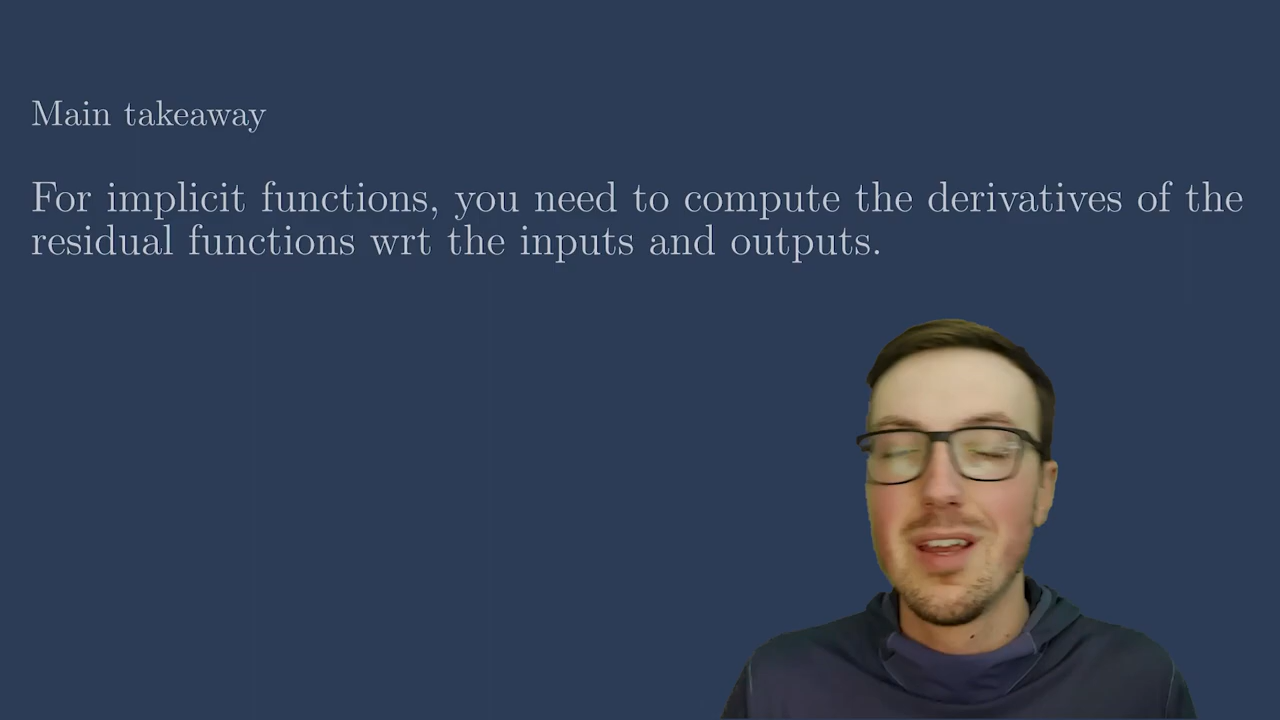 Main takeaway
For implicit functions, you need to compute the derivatives of the
residual functions wrt the inputs and outputs.